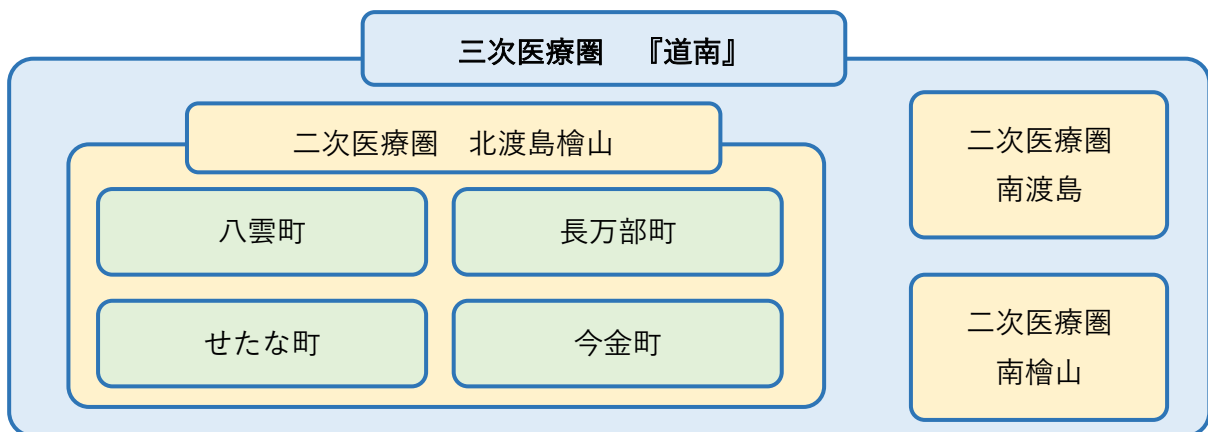 三次医療圏　『道南』
二次医療圏　北渡島檜山
八雲町
長万部町
せたな町
今金町
二次医療圏
南渡島
二次医療圏
南檜山